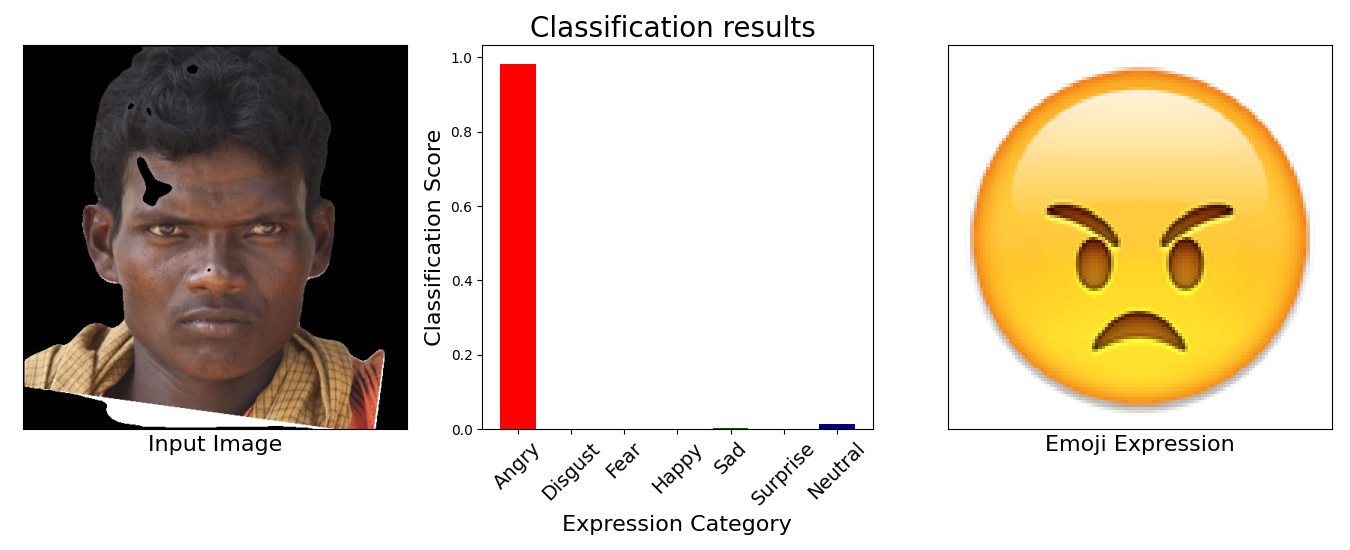 Classification results
1.0
0.8
0.6
0.4
0.2
0.0
Classification Score
Angry
Disgust
Fear
Happy
Sad
Surprise
Neutral
Expression Category
Input Image
Emoji Expression